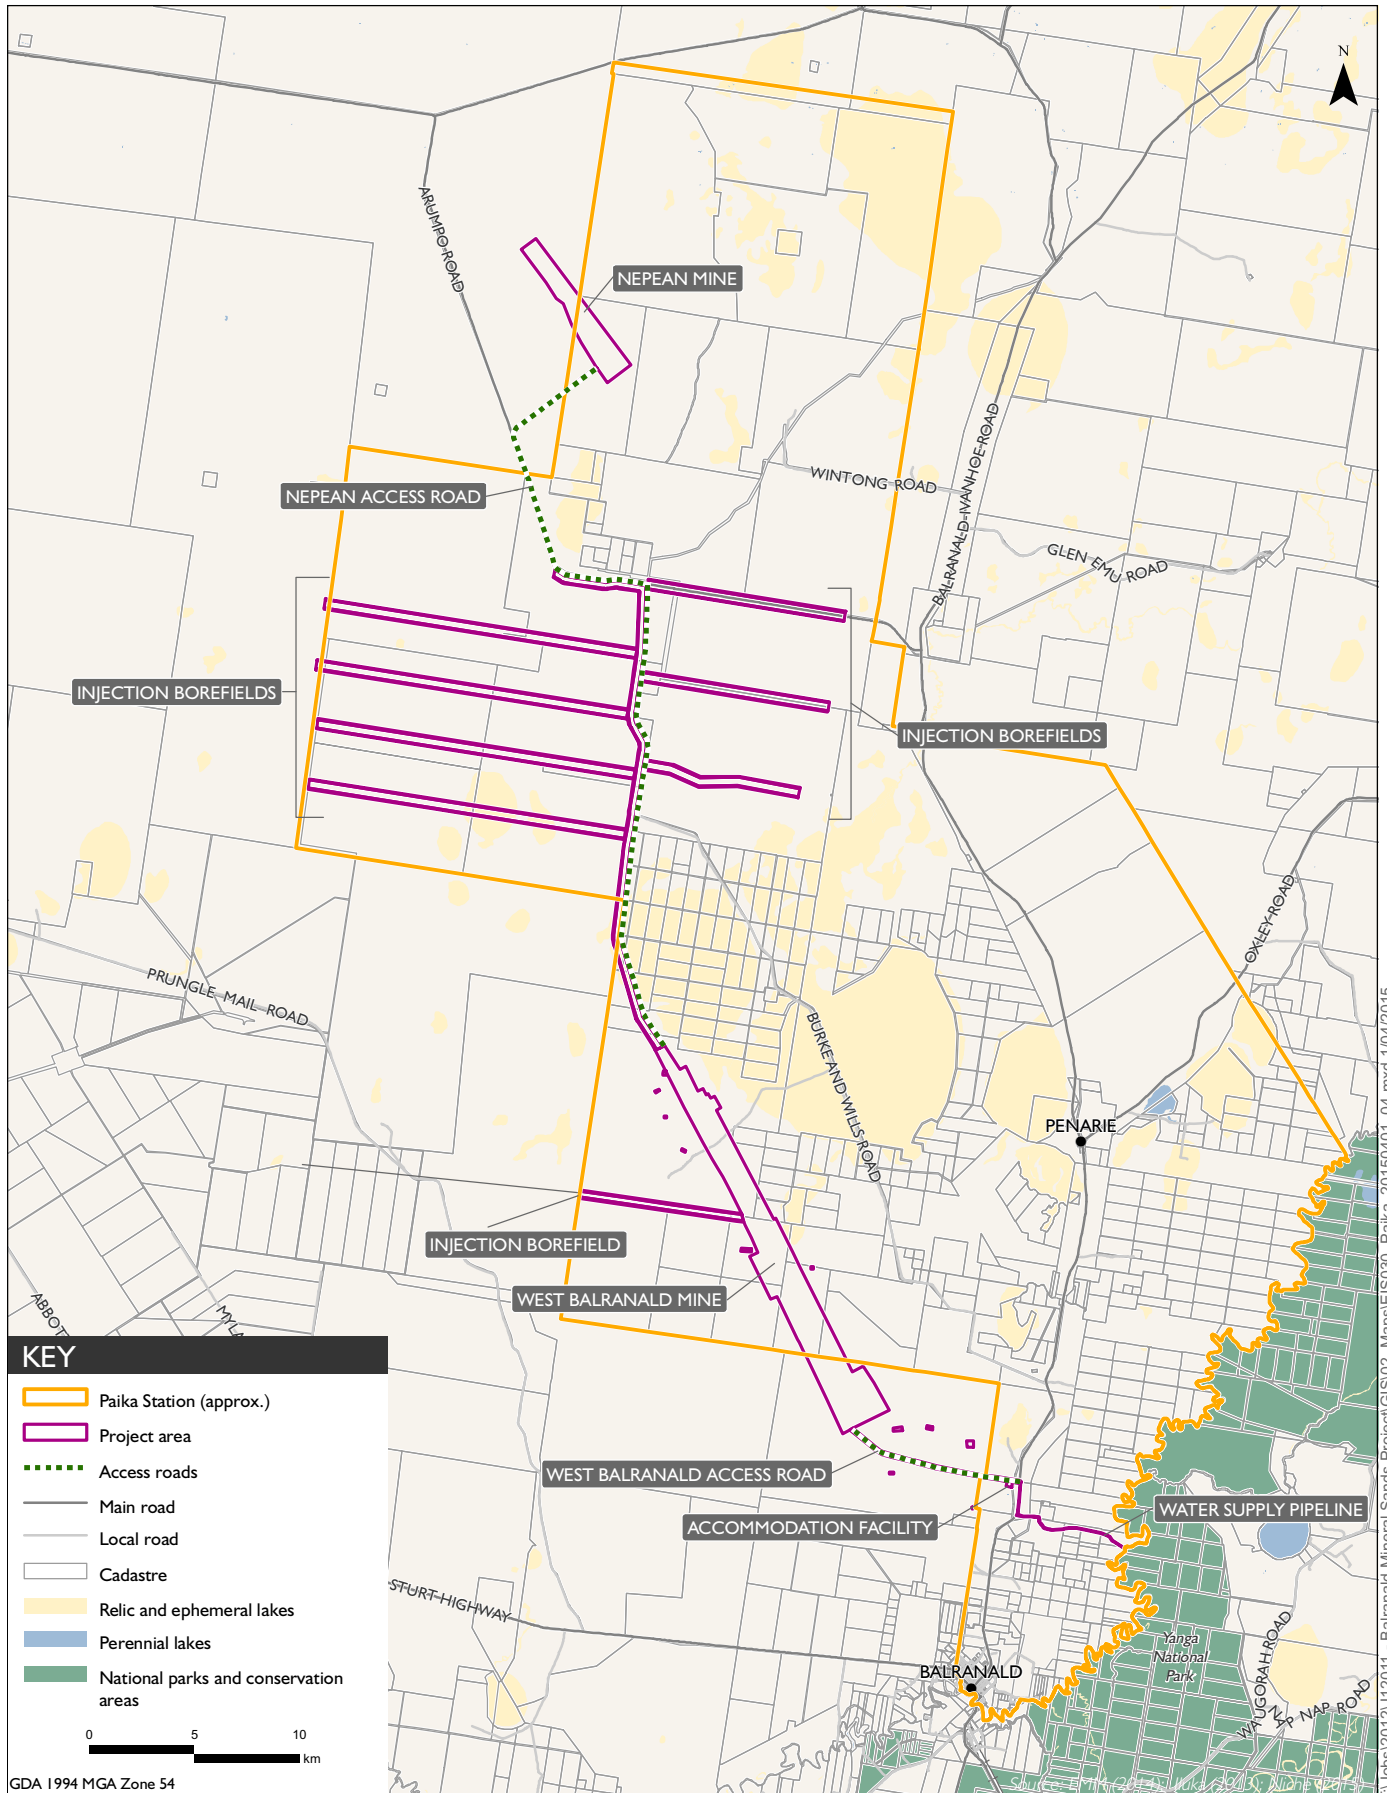 N
ARUMPO ROAD
NEPEAN MINE
BALRANALD-IVANHOE ROAD
WINTONG ROAD
NEPEAN ACCESS ROAD
GLEN EMU ROAD
INJECTION BOREFIELDS
INJECTION BOREFIELDS
OXLEY ROAD
PRUNGLE MAIL ROAD
BURKE AND WILLS ROAD
PENARIE
INJECTION BOREFIELD
WEST BALRANALD MINE
ABBOT
MYLA
WEST BALRANALD ACCESS ROAD
WATER SUPPLY PIPELINE
ACCOMMODATION FACILITY
STURT HIGHWAY
Yanga
National
Park
BALRANALD
WAUGORAH ROAD
NAP NAP ROAD
KEY
Paika Station (approx.)
Project area
Access roads
Main road
Local road
Cadastre
Relic and ephemeral lakes
Perennial lakes
National parks and conservation
areas
0 5 10
km
GDA 1994 MGA Zone 54